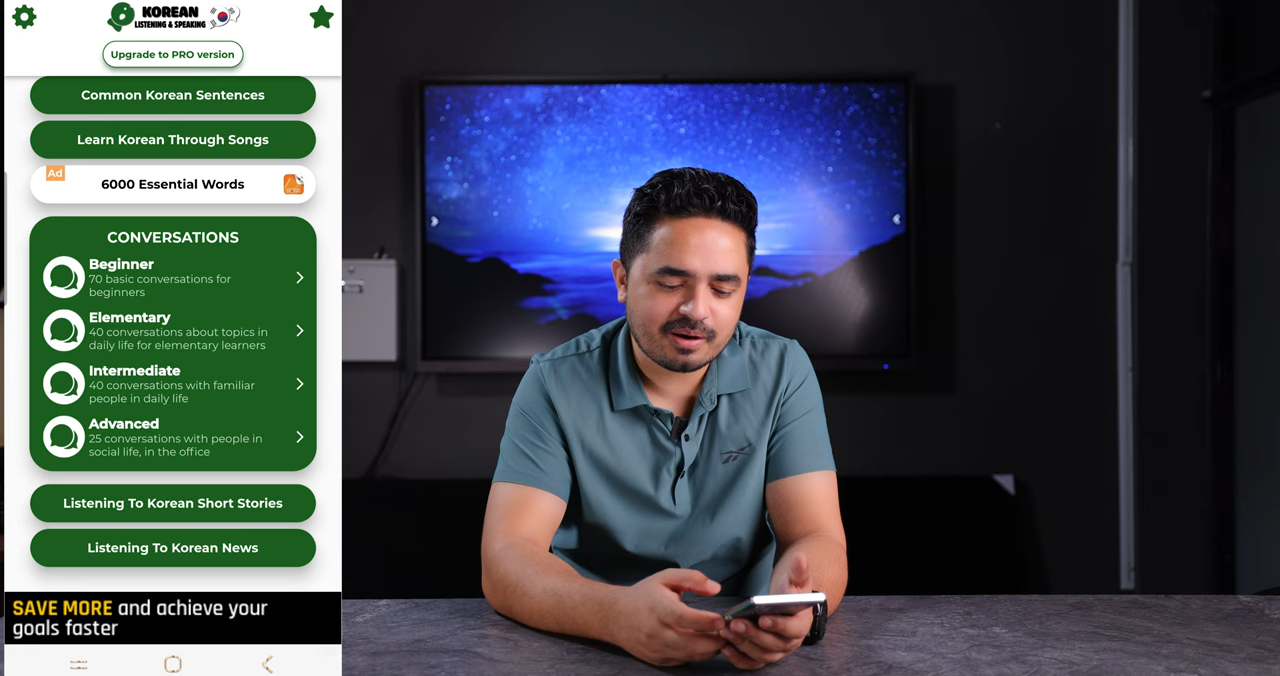 KOREAN
LISTENING & SPEAKING
Upgrade to PRO version
Common Korean Sentences
Learn Korean Through Songs
Ad
6000 Essential Words
CONVERSATIONS
Beginner
70 basic conversations for
beginners
Elementary
40 conversations about topics in
daily life for elementary learners
Intermediate
40 conversations with familiar
people in daily life
Advanced
25 conversations with people in
social life, in the office
Listening To Korean Short Stories
Listening To Korean News
SAVE MORE and achieve your
goals faster